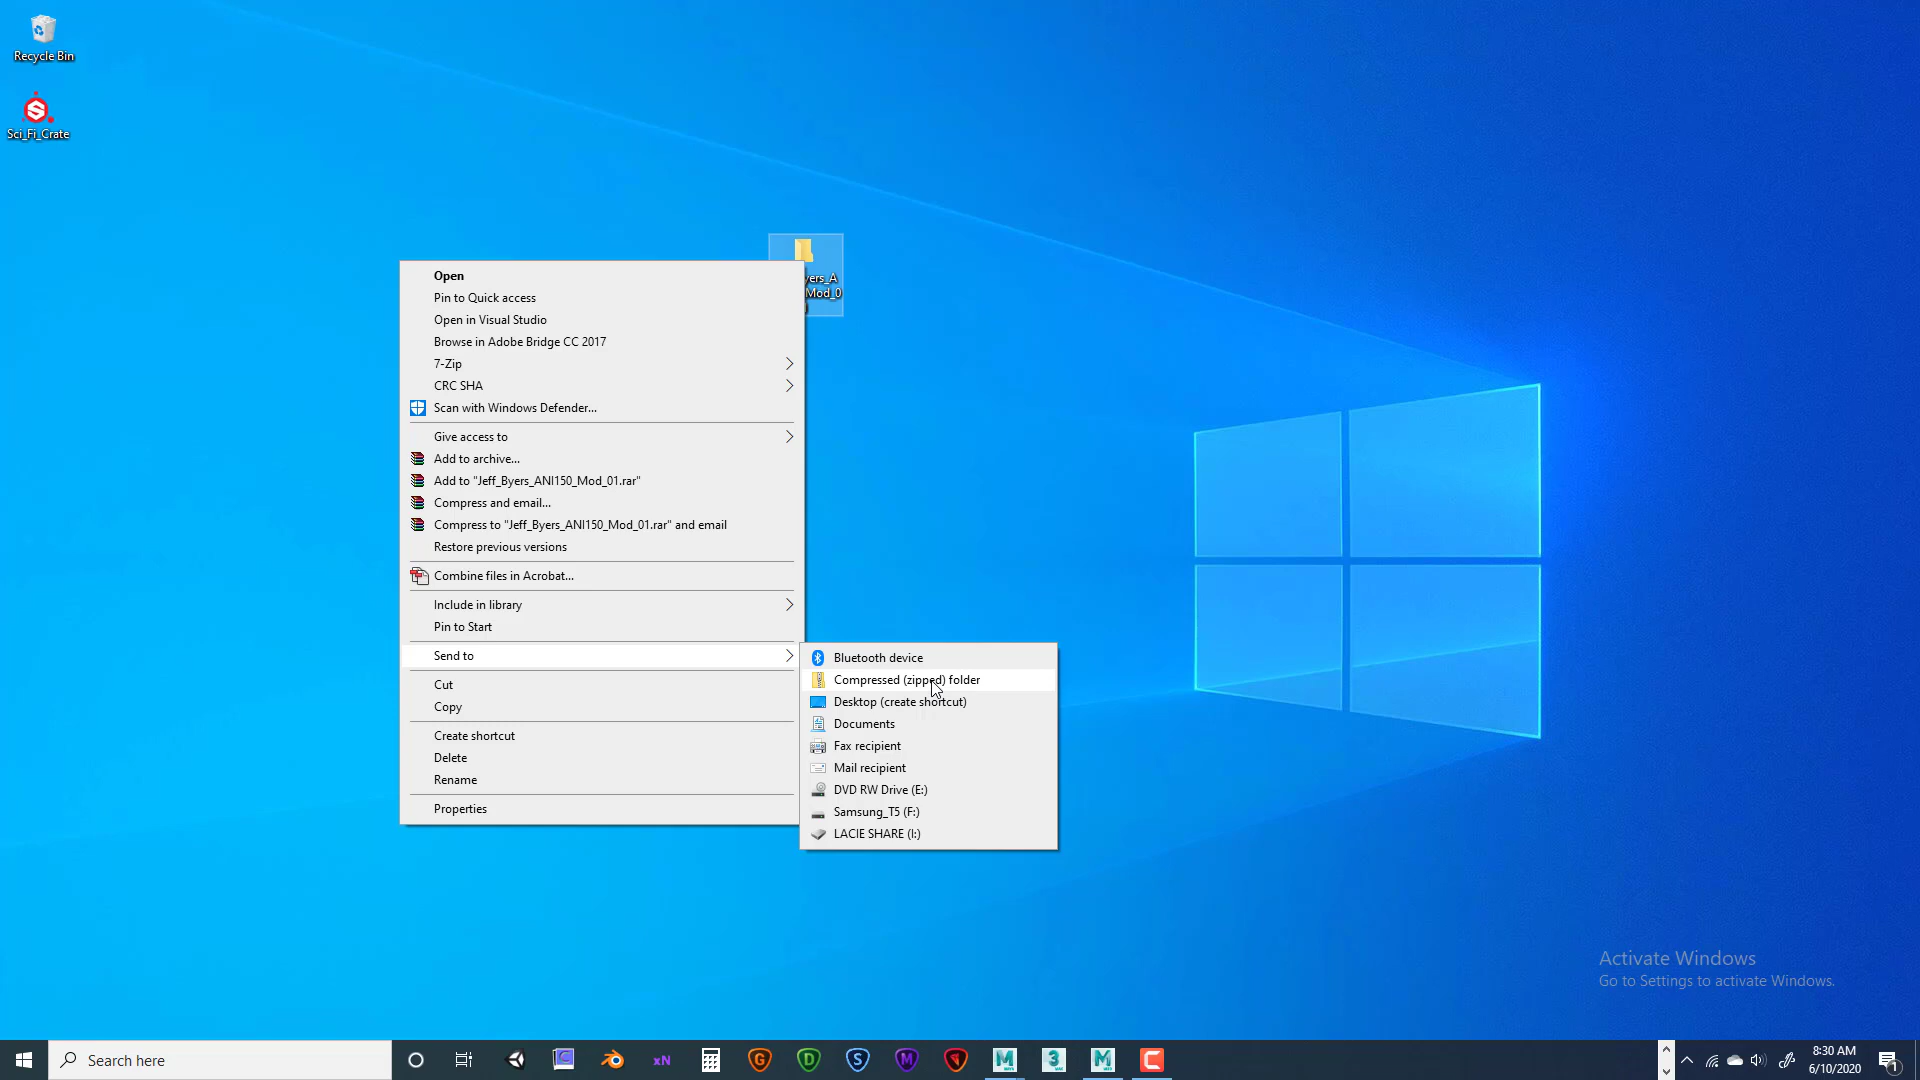 Recycle Bin
Sci_Fi_Crate
yers_A
Mod_0
Open
Pin to Quick access
Open in Visual Studio
Browse in Adobe Bridge CC 2017
7-Zip
CRC SHA
Scan with Windows Defender...
Give access to
Add to archive...
Add to "Jeff_Byers_ANI150_Mod_01.rar"
Compress and email...
Compress to "Jeff_Byers_ANI150_Mod_01.rar" and email
Restore previous versions
Combine files in Acrobat...
Include in library
Pin to Start
Send to
Cut
Copy
Create shortcut
Delete
Rename
Properties
Bluetooth device
Compressed (zipped) folder
Desktop (create shortcut)
Documents
Fax recipient
Mail recipient
DVD RW Drive (E:)
Samsung_T5 (F:)
LACIE SHARE (I:)
Activate Windows
Go to Settings to activate Windows.
Search here
xN
G
D
S
M
M
3
M
C
8:30 AM
6/10/2020
1